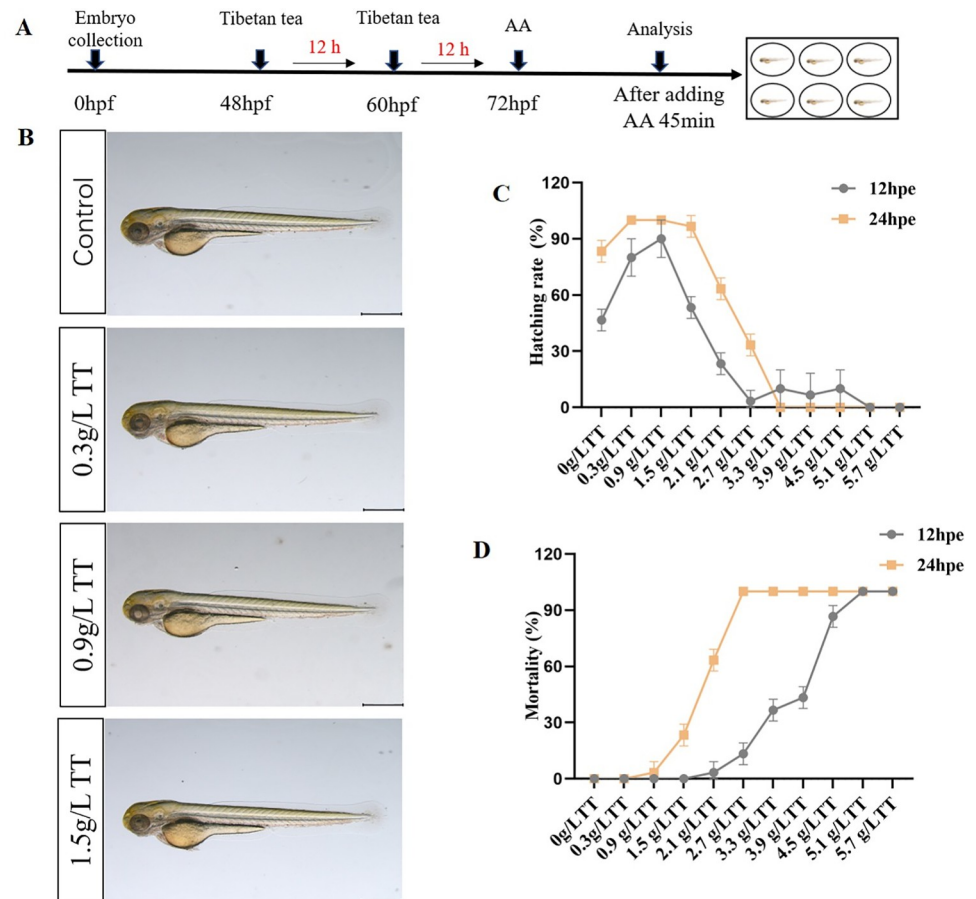 A
Embryo
collection
Tibetan tea
Tibetan tea
AA
Analysis
12 h
12 h
0hpf
48hpf
60hpf
72hpf
After adding
AA 45min
B
Control
0.3g/L TT
0.9g/L TT
1.5g/L TT
C
12hpe
24hpe
Hatching rate (%)
120
90
60
30
0
0g/LTT
0.3g/LTT
0.9 g/LTT
1.5 g/LTT
2.1 g/LTT
2.7 g/LTT
3.3 g/LTT
3.9 g/LTT
4.5 g/LTT
5.1 g/LTT
5.7 g/LTT
D
12hpe
24hpe
Mortality (%)
120
90
60
30
0
0g/LTT
0.3g/LTT
0.9 g/LTT
1.5 g/LTT
2.1 g/LTT
2.7 g/LTT
3.3 g/LTT
3.9 g/LTT
4.5 g/LTT
5.1 g/LTT
5.7 g/LTT